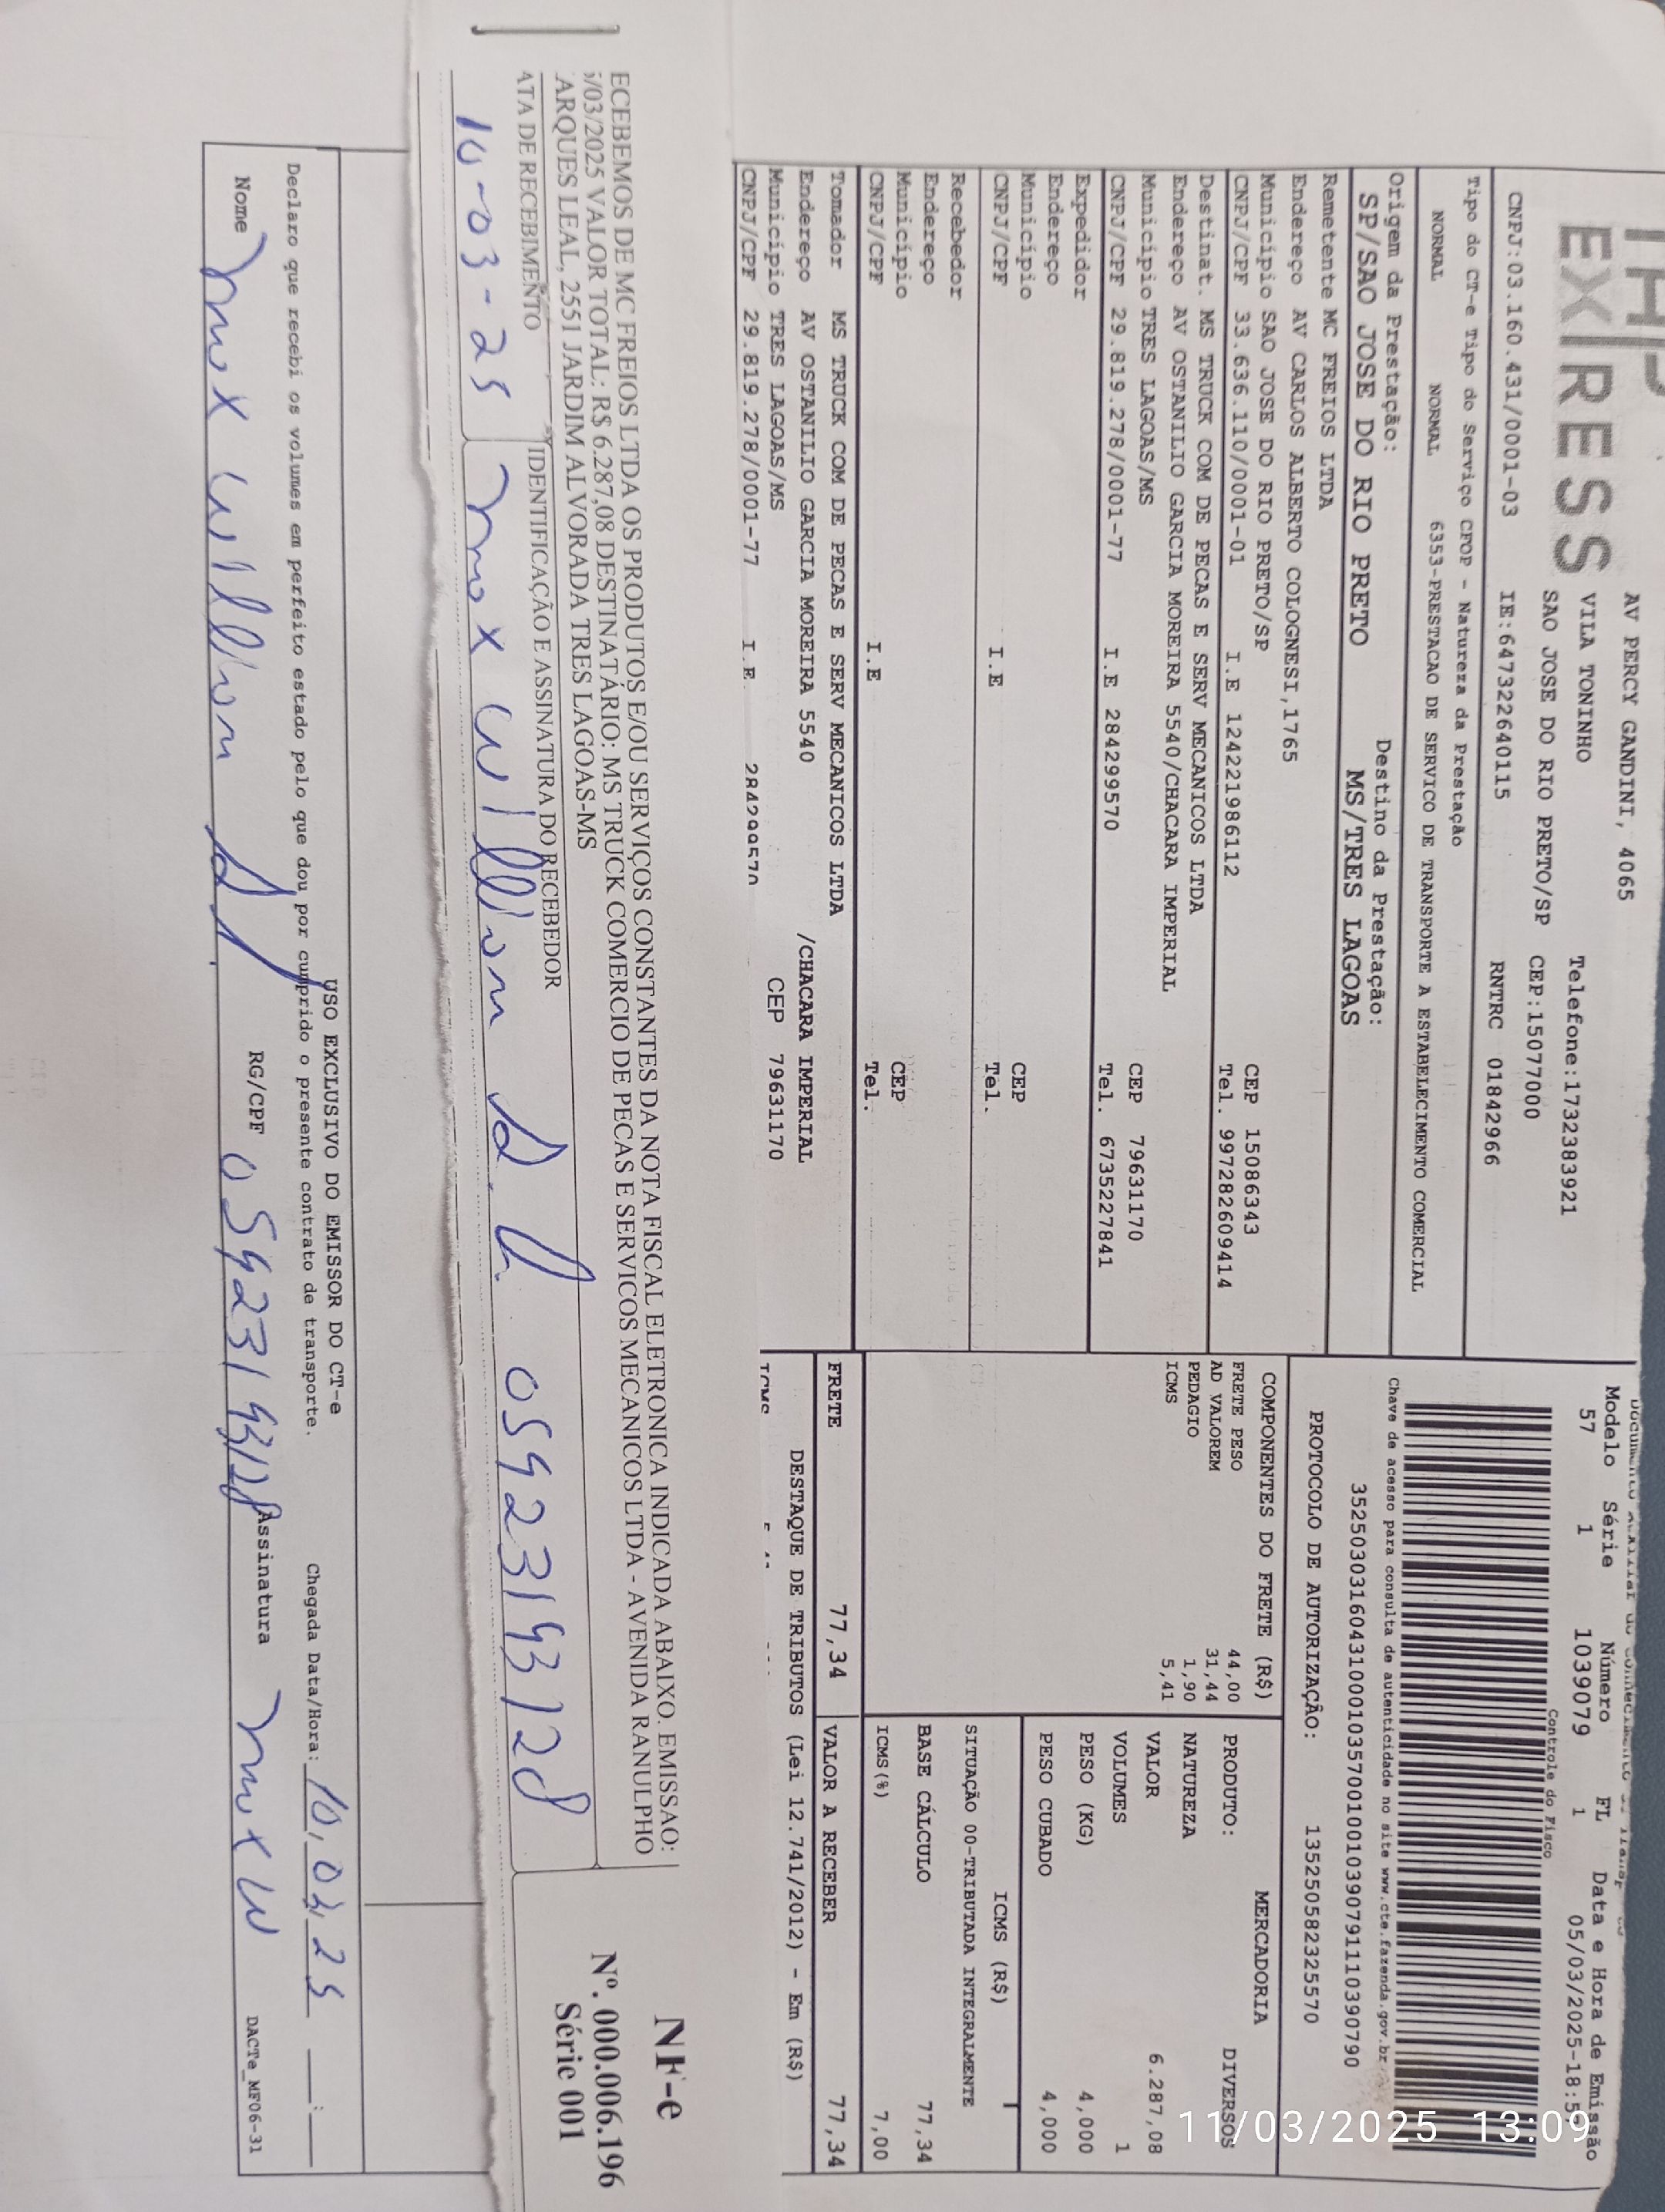 EXPRESS
AV PERCY GANDINI, 4065
VILA TONINHO
SAO JOSE DO RIO PRETO/SP CEP:15077000
Telefone:1732383921
CNPJ:03.160.431/0001-03 IE:647322640115 RNTRC 01842966
Modelo Série Número FL Data e Hora de Emissão
57 1 1039079 1 05/03/2025-18:5
Controle do Fisco
Tipo do CT-e Tipo do Serviço CFOP - Natureza da Prestação
NORMAL NORMAL 6353-PRESTACAO DE SERVICO DE TRANSPORTE A ESTABELECIMENTO COMERCIAL
Chave de acesso para consulta de autenticidade no site www.cte.fazenda.gov.br
35250303160431000103570010010390791110390790
Origem da Prestação: Destino da Prestação:
SP/SAO JOSE DO RIO PRETO MS/TRES LAGOAS
PROTOCOLO DE AUTORIZAÇÃO: 135250582325570
Remetente MC FREIOS LTDA
Endereço AV CARLOS ALBERTO COLOGNESI,1765
Município SAO JOSE DO RIO PRETO/SP CEP 15086343
CNPJ/CPF 33.636.110/0001-01 I.E 124221986112 Tel. 997282609414
Destinat. MS TRUCK COM DE PECAS E SERV MECANICOS LTDA
Endereço AV OSTANILIO GARCIA MOREIRA 5540/CHACARA IMPERIAL
Município TRES LAGOAS/MS CEP 79631170
CNPJ/CPF 29.819.278/0001-77 I.E 284299570 Tel. 6735227841
Expedidor
Endereço
Município CEP
CNPJ/CPF I.E Tel.
Recebedor
Endereço
Município CEP
CNPJ/CPF I.E Tel.
Tomador MS TRUCK COM DE PECAS E SERV MECANICOS LTDA
Endereço AV OSTANILIO GARCIA MOREIRA 5540 /CHACARA IMPERIAL
Município TRES LAGOAS/MS CEP 79631170
CNPJ/CPF 29.819.278/0001-77 I.E 284299570
COMPONENTES DO FRETE (R$)
FRETE PESO 44,00
AD VALOREM 31,44
PEDAGIO 1,90
ICMS 5,41
MERCADORIA
PRODUTO: DIVERSOS
NATUREZA
VALOR 6.287,08
VOLUMES 1
PESO (KG) 4,000
PESO CUBADO 4,000
ICMS (R$)
SITUAÇÃO 00-TRIBUTADA INTEGRALMENTE
BASE CÁLCULO 77,34
ICMS(%) 7,00
FRETE 77,34 VALOR A RECEBER 77,34
DESTAQUE DE TRIBUTOS (Lei 12.741/2012) - Em (R$)
ICMS
ECEBEMOS DE MC FREIOS LTDA OS PRODUTOS E/OU SERVIÇOS CONSTANTES DA NOTA FISCAL ELETRONICA INDICADA ABAIXO. EMISSAO:
/03/2025 VALOR TOTAL: R$ 6.287,08 DESTINATÁRIO: MS TRUCK COMERCIO DE PECAS E SERVICOS MECANICOS LTDA - AVENIDA RANULPHO
ARQUES LEAL, 2551 JARDIM ALVORADA TRES LAGOAS-MS
ATA DE RECEBIMENTO IDENTIFICAÇÃO E ASSINATURA DO RECEBEDOR
10-03-25 Max Willian 05923193128
NF-e
Nº. 000.006.196
Série 001
USO EXCLUSIVO DO EMISSOR DO CT-e
Declaro que recebi os volumes em perfeito estado pelo que dou por cumprido o presente contrato de transporte.
Chegada Data/Hora: 10,03,25
Nome Max Willian RG/CPF 05923193128 Assinatura Max W
DACTe_MF06-31
11/03/2025 13:09